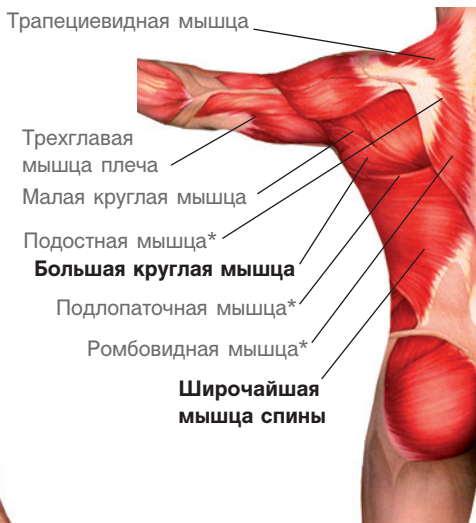 Трапециевидная мышца
Трехглавая
мышца плеча
Малая круглая мышца
Подостная мышца*
Большая круглая мышца
Подлопаточная мышца*
Ромбовидная мышца*
Широчайшая
мышца спины